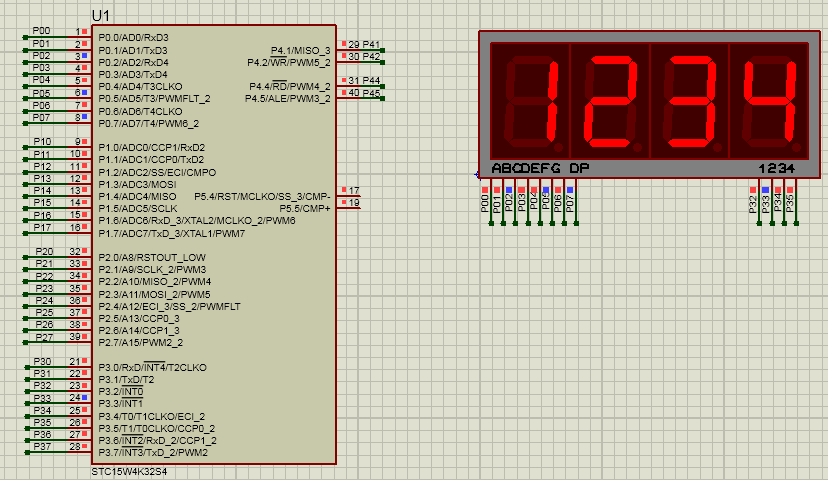 U1
P00 1 P0.0/AD0/RxD3
P01 2 P0.1/AD1/TxD3
P02 3 P0.2/AD2/RxD4
P03 4 P0.3/AD3/TxD4
P04 5 P0.4/AD4/T3CLKO
P05 6 P0.5/AD5/T3/PWMFLT_2
P06 7 P0.6/AD6/T4CLKO
P07 8 P0.7/AD7/T4/PWM6_2
P4.1/MISO_3 29 P41
P4.2/WR/PWM5_2 30 P42
P4.4/RD/PWM4_2 31 P44
P4.5/ALE/PWM3_2 40 P45
P10 9 P1.0/ADC0/CCP1/RxD2
P11 10 P1.1/ADC1/CCP0/TxD2
P12 11 P1.2/ADC2/SS/ECI/CMPO
P13 12 P1.3/ADC3/MOSI
P14 13 P1.4/ADC4/MISO P5.4/RST/MCLKO/SS_3/CMP- 17
P15 14 P1.5/ADC5/SCLK P5.5/CMP+ 19
P16 15 P1.6/ADC6/RxD_3/XTAL2/MCLKO_2/PWM6
P17 16 P1.7/ADC7/TxD_3/XTAL1/PWM7
P20 32 P2.0/A8/RSTOUT_LOW
P21 33 P2.1/A9/SCLK_2/PWM3
P22 34 P2.2/A10/MISO_2/PWM4
P23 35 P2.3/A11/MOSI_2/PWM5
P24 36 P2.4/A12/ECI_3/SS_2/PWMFLT
P25 37 P2.5/A13/CCP0_3
P26 38 P2.6/A14/CCP1_3
P27 39 P2.7/A15/PWM2_2
P30 21 P3.0/RxD/INT4/T2CLKO
P31 22 P3.1/TxD/T2
P32 23 P3.2/INT0
P33 24 P3.3/INT1
P34 25 P3.4/T0/T1CLKO/ECI_2
P35 26 P3.5/T1/T0CLKO/CCP0_2
P36 27 P3.6/INT2/RxD_2/CCP1_2
P37 28 P3.7/INT3/TxD_2/PWM2
STC15W4K32S4
1234
ABCDEFG DP 1234
P00 P01 P02 P03 P04 P05 P06 P07 P32 P33 P34 P35